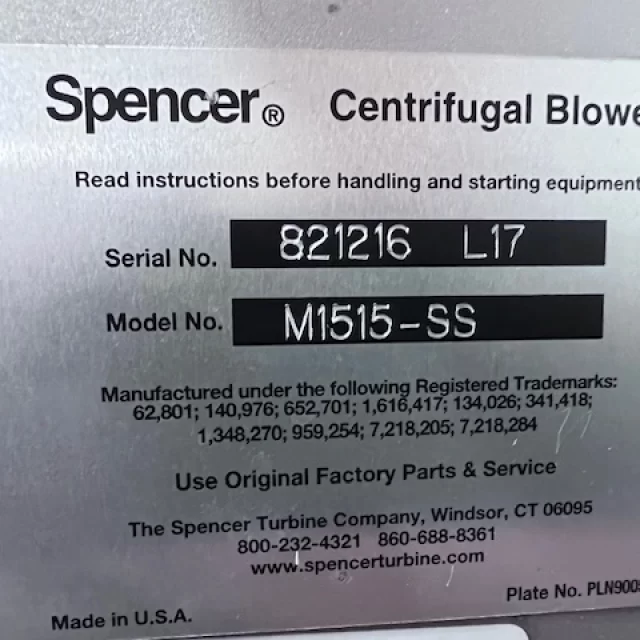 Spencer® Centrifugal Blowe
Read instructions before handling and starting equipment
Serial No. 821216 L17
Model No. M1515-SS
Manufactured under the following Registered Trademarks:
62,801; 140,976; 652,701; 1,616,417; 134,026; 341,418;
1,348,270; 959,254; 7,218,205; 7,218,284
Use Original Factory Parts & Service
The Spencer Turbine Company, Windsor, CT 06095
800-232-4321 860-688-8361
www.spencerturbine.com
Plate No. PLN900
Made in U.S.A.